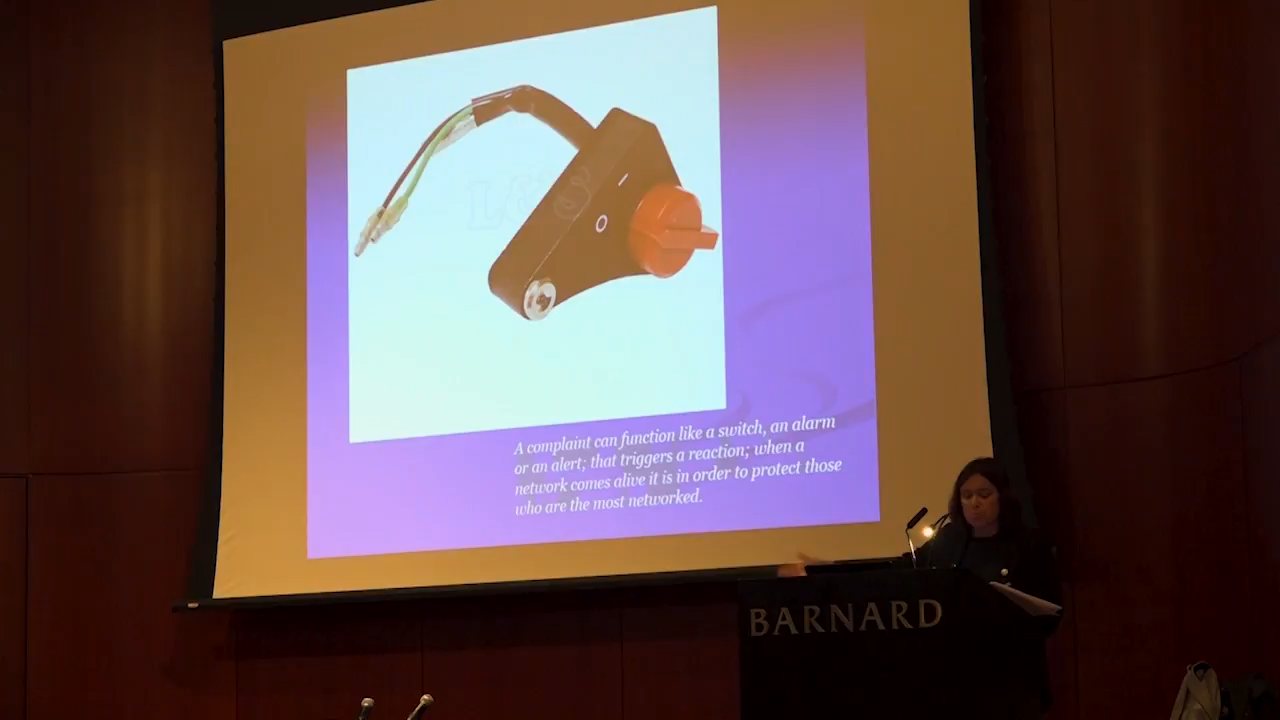 L&S
A complaint can function like a switch, an alarm
or an alert; that triggers a reaction; when a
network comes alive it is in order to protect those
who are the most networked.
BARNARD